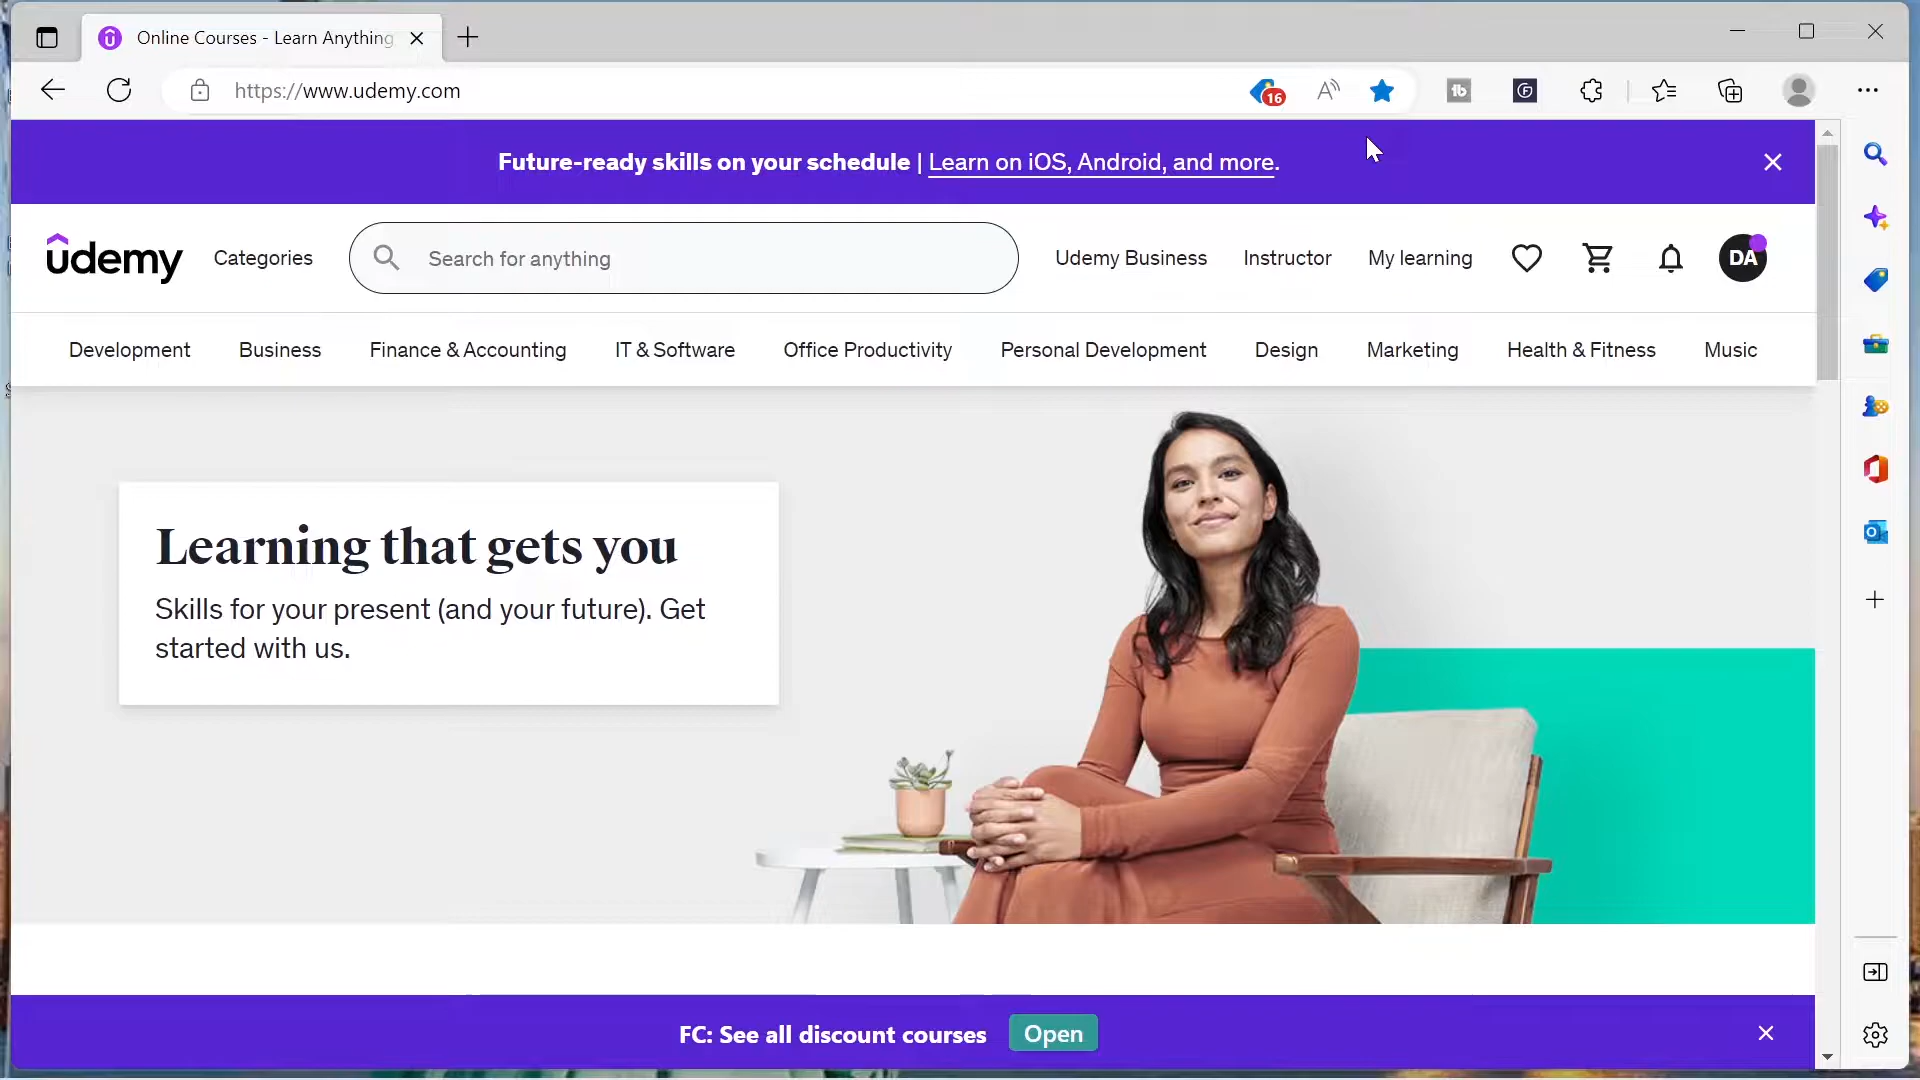 Online Courses - Learn Anything
https://www.udemy.com
16
A
tb
G
Future-ready skills on your schedule | Learn on iOS, Android, and more.
udemy
Categories
Search for anything
Udemy Business
Instructor
My learning
DA
Development
Business
Finance & Accounting
IT & Software
Office Productivity
Personal Development
Design
Marketing
Health & Fitness
Music
Learning that gets you
Skills for your present (and your future). Get
started with us.
FC: See all discount courses
Open